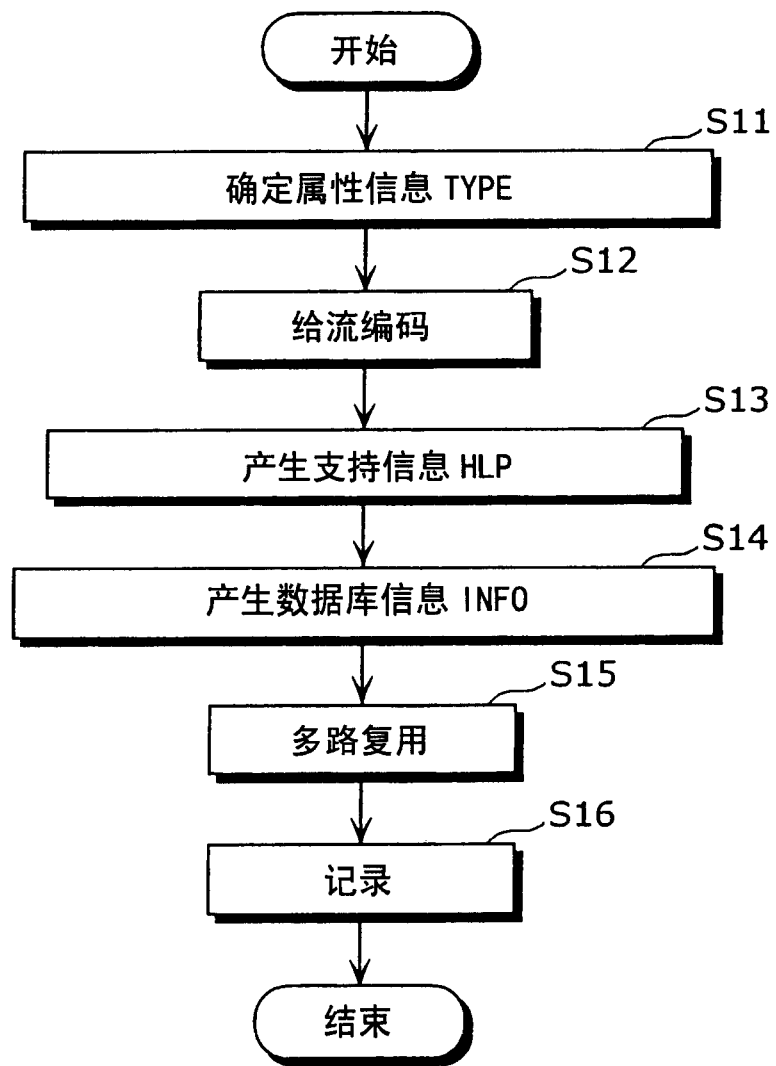 开始
S11
确定属性信息 TYPE
S12
给流编码
S13
产生支持信息 HLP
S14
产生数据库信息 INFO
S15
多路复用
S16
记录
结束